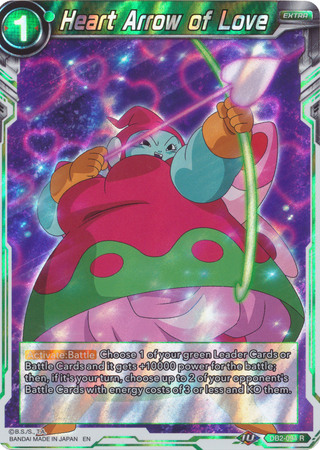 1
Heart Arrow of Love
EXTRA
Activate:Battle Choose 1 of your green Leader Cards or
Battle Cards and it gets +10000 power for the battle;
then, if it's your turn, choose up to 2 of your opponent's
Battle Cards with energy costs of 3 or less and KO them.
©B.S./S., TA
BANDAI MADE IN JAPAN EN
R